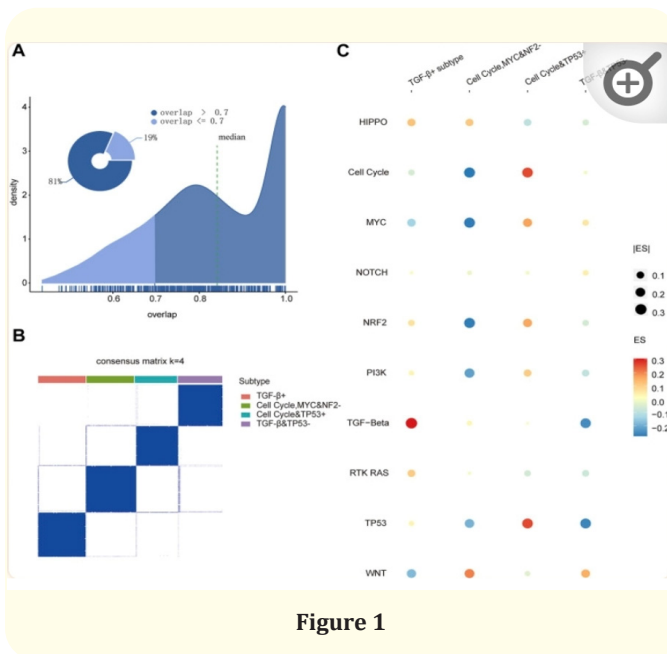 A
overlap > 0.7
overlap <= 0.7
median
19%
81%
4
3
2
1
0
density
0.6
0.7
0.8
1.0
overlap
B
consensus matrix k=4
Subtype
TGF-β+
Cell Cycle,MYC&NF2-
Cell Cycle&TP53+
TGF-β&TP53-
C
TGF-β+ subtype
Cell Cycle,MYC&NF2-
Cell Cycle&TP53+
TGF-β&TP53-
HIPPO
Cell Cycle
MYC
NOTCH
NRF2
PI3K
TGF-Beta
RTK RAS
TP53
WNT
|ES|
0.1
0.2
0.3
ES
0.3
0.2
0.1
0.0
-0.1
-0.2
Figure 1